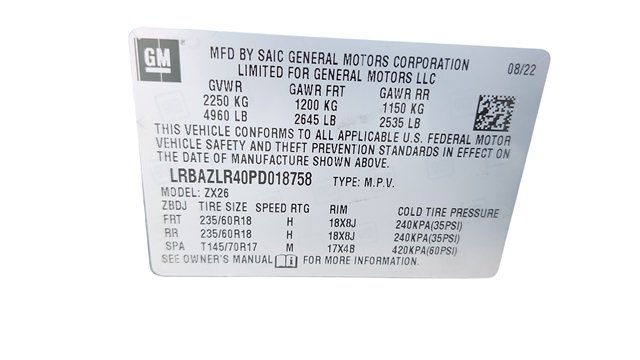 GM
MFD BY SAIC GENERAL MOTORS CORPORATION
LIMITED FOR GENERAL MOTORS LLC
08/22
GVWR GAWR FRT GAWR RR
2250 KG 1200 KG 1150 KG
4960 LB 2645 LB 2535 LB
THIS VEHICLE CONFORMS TO ALL APPLICABLE U.S. FEDERAL MOTOR
VEHICLE SAFETY AND THEFT PREVENTION STANDARDS IN EFFECT ON
THE DATE OF MANUFACTURE SHOWN ABOVE.
LRBAZLR40PD018758 TYPE: M.P.V.
MODEL: ZX26
ZBDJ TIRE SIZE SPEED RTG RIM COLD TIRE PRESSURE
FRT 235/60R18 H 18X8J 240KPA(35PSI)
RR 235/60R18 H 18X8J 240KPA(35PSI)
SPA T145/70R17 M 17X4B 420KPA(60PSI)
SEE OWNER'S MANUAL i FOR MORE INFORMATION.